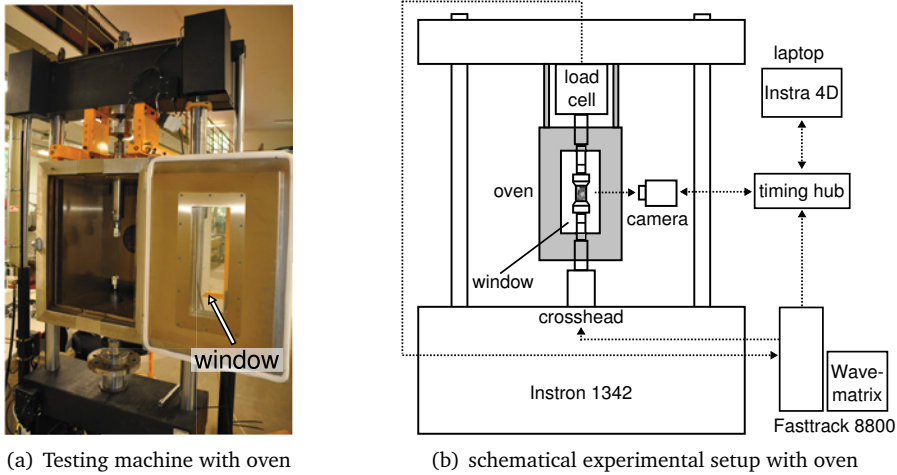 window
(a) Testing machine with oven
load
cell
oven
camera
window
crosshead
Instron 1342
laptop
Instra 4D
timing hub
Wave-
matrix
Fasttrack 8800
(b) schematical experimental setup with oven